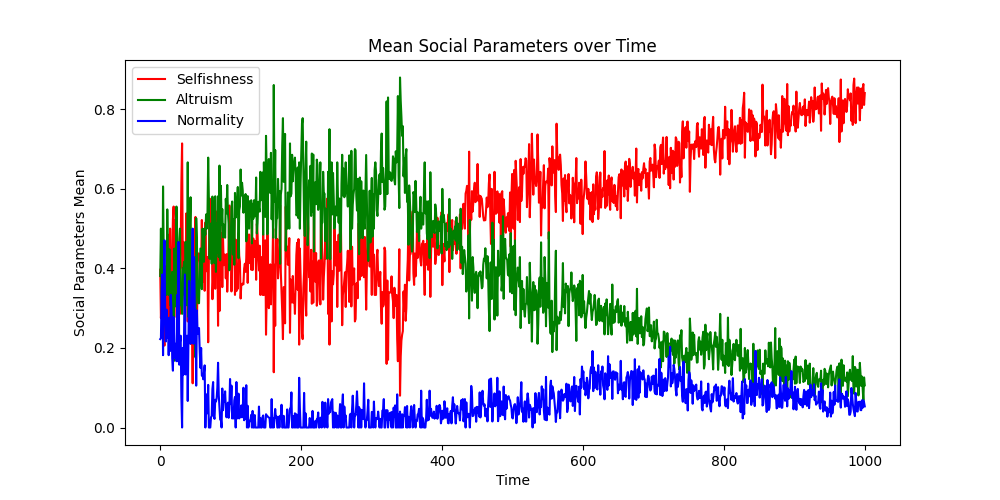 Mean Social Parameters over Time
Selfishness
Altruism
Normality
Social Parameters Mean
0.8
0.6
0.4
0.2
0.0
0 200 400 600 800 1000
Time